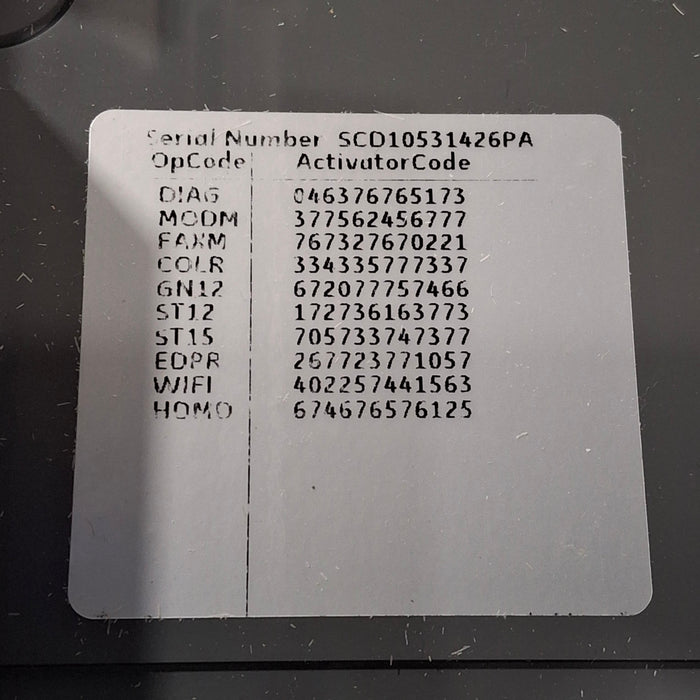 Serial Number SCD10531426PA
OpCode ActivatorCode
DIAG 046376765173
MODM 377562456777
FAXM 767327670221
COLR 334335777337
GN12 672077757466
ST12 172736163773
ST15 705733747377
EDPR 267723771057
WIFI 402257441563
HOMO 674676576125